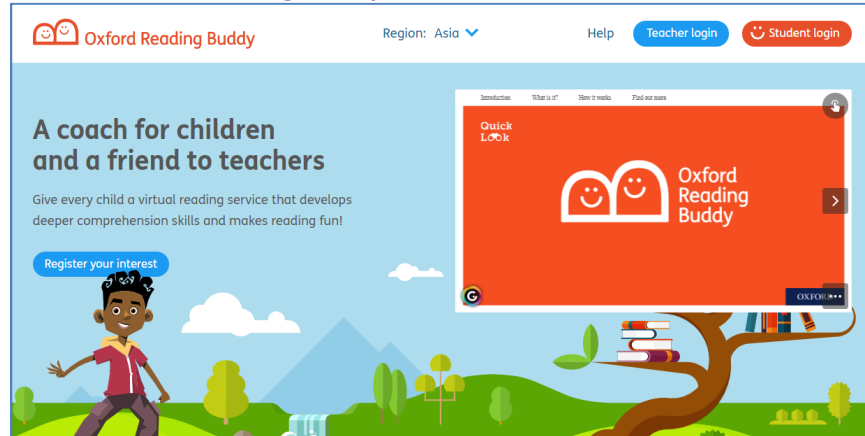 Oxford Reading Buddy
Region: Asia
Help
Teacher login
Student login
A coach for children
and a friend to teachers
Give every child a virtual reading service that develops
deeper comprehension skills and makes reading fun!
Register your interest
Introduction What is it? How it works Find out more
Quick
Look
Oxford
Reading
Buddy
G